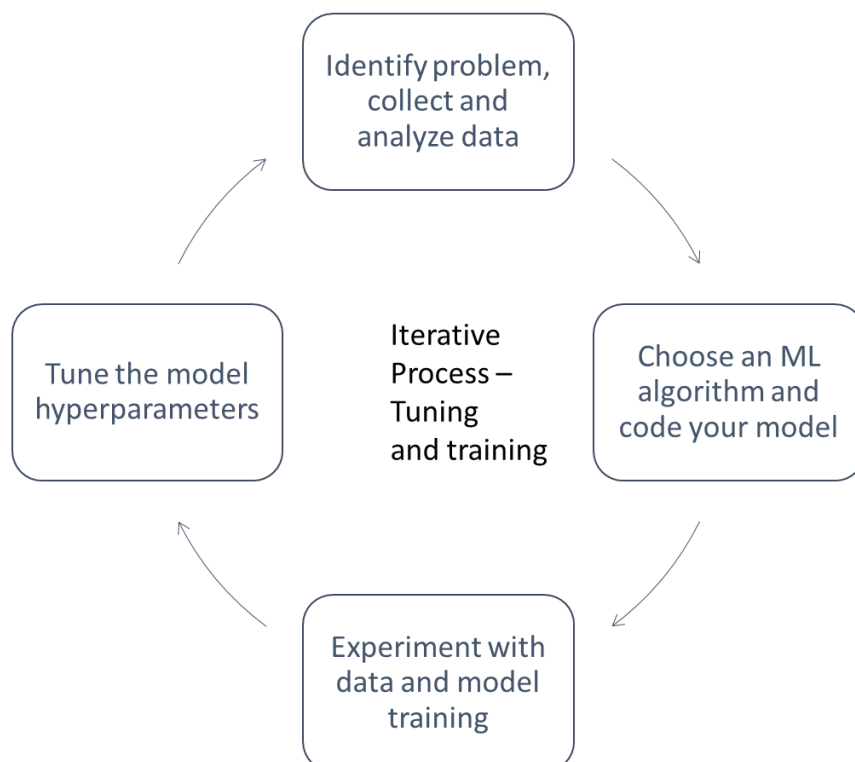 Identify problem,
collect and
analyze data
Tune the model
hyperparameters
Iterative
Process –
Tuning
and training
Choose an ML
algorithm and
code your model
Experiment with
data and model
training